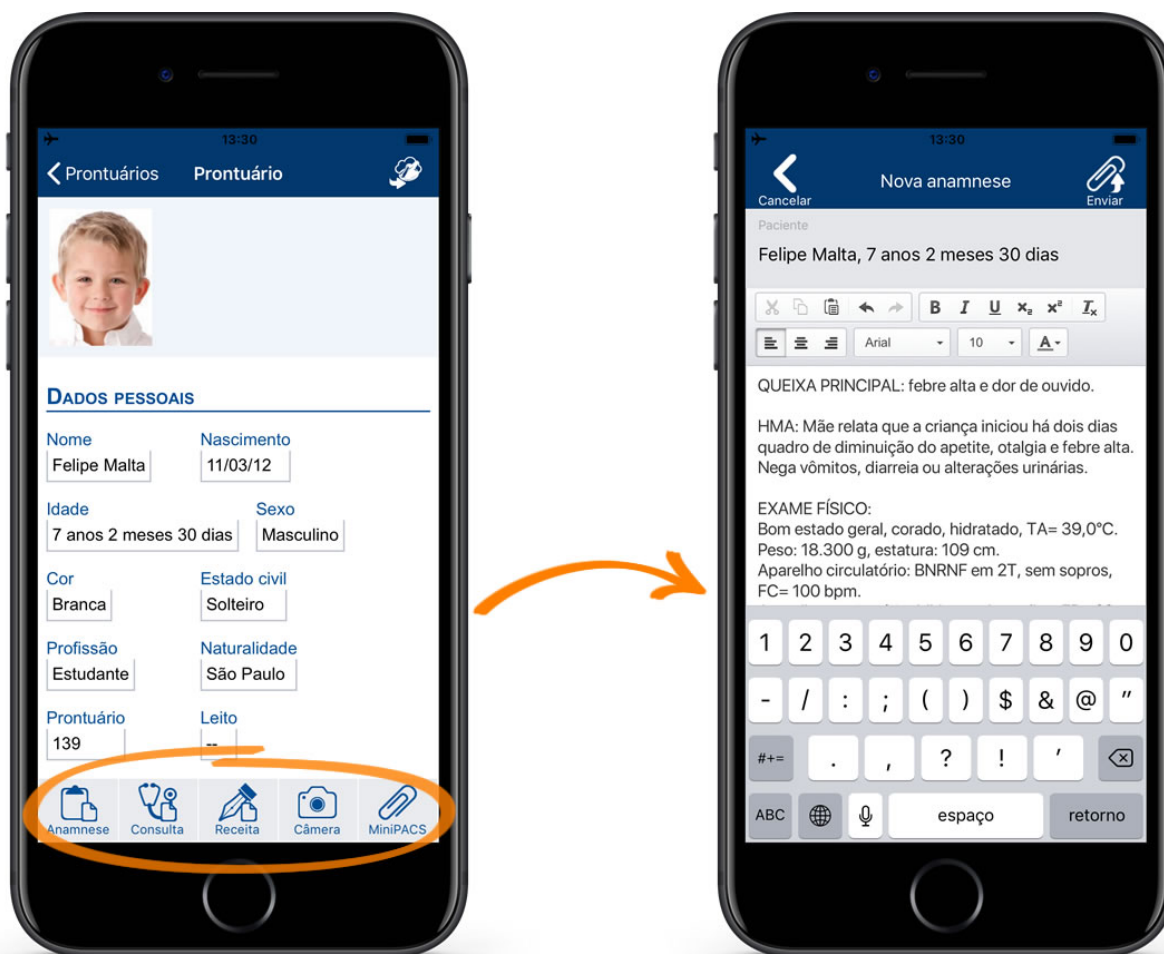 13:30
Prontuários Prontuário
DADOS PESSOAIS
Nome Nascimento
Felipe Malta 11/03/12
Idade Sexo
7 anos 2 meses 30 dias Masculino
Cor Estado civil
Branca Solteiro
Profissão Naturalidade
Estudante São Paulo
Prontuário Leito
139 --
Anamnese Consulta Receita Câmera MiniPACS
13:30
Cancelar Nova anamnese Enviar
Paciente
Felipe Malta, 7 anos 2 meses 30 dias
B I U x₂ x² Tx
Arial 10 A
QUEIXA PRINCIPAL: febre alta e dor de ouvido.
HMA: Mãe relata que a criança iniciou há dois dias
quadro de diminuição do apetite, otalgia e febre alta.
Nega vômitos, diarreia ou alterações urinárias.
EXAME FÍSICO:
Bom estado geral, corado, hidratado, TA= 39,0°C.
Peso: 18.300 g, estatura: 109 cm.
Aparelho circulatório: BNRNF em 2T, sem sopros,
FC= 100 bpm.
1 2 3 4 5 6 7 8 9 0
- / : ; ( ) $ & @ "
#+= . , ? ! '
ABC espaço retorno